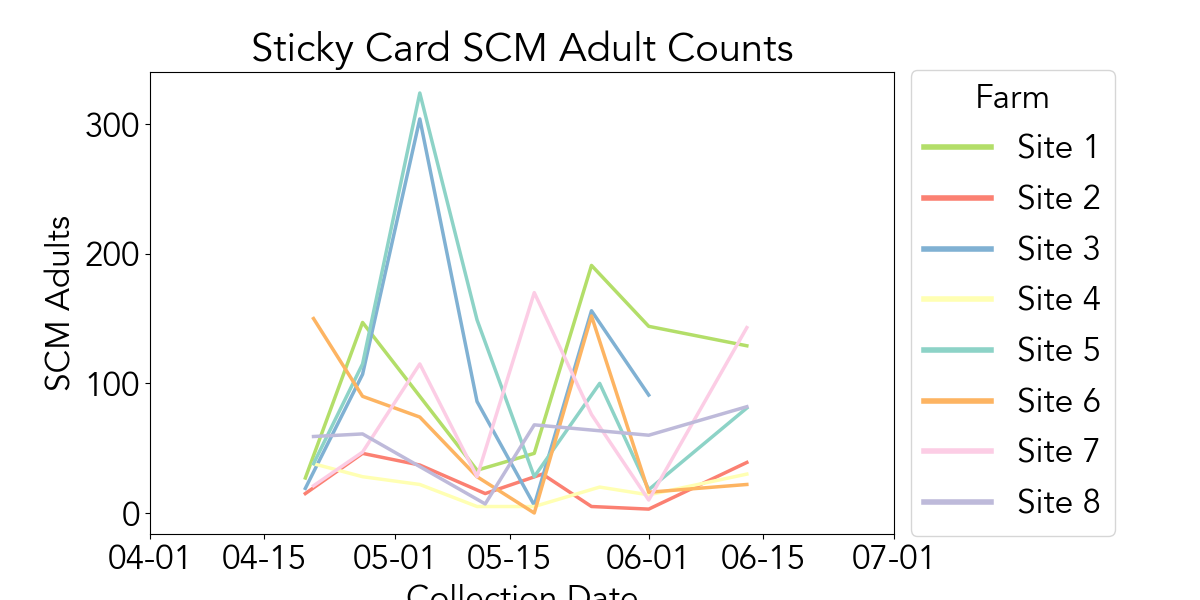 Sticky Card SCM Adult Counts
SCM Adults
300
200
100
0
04-01 04-15 05-01 05-15 06-01 06-15 07-01
Collection Date
Farm
Site 1
Site 2
Site 3
Site 4
Site 5
Site 6
Site 7
Site 8